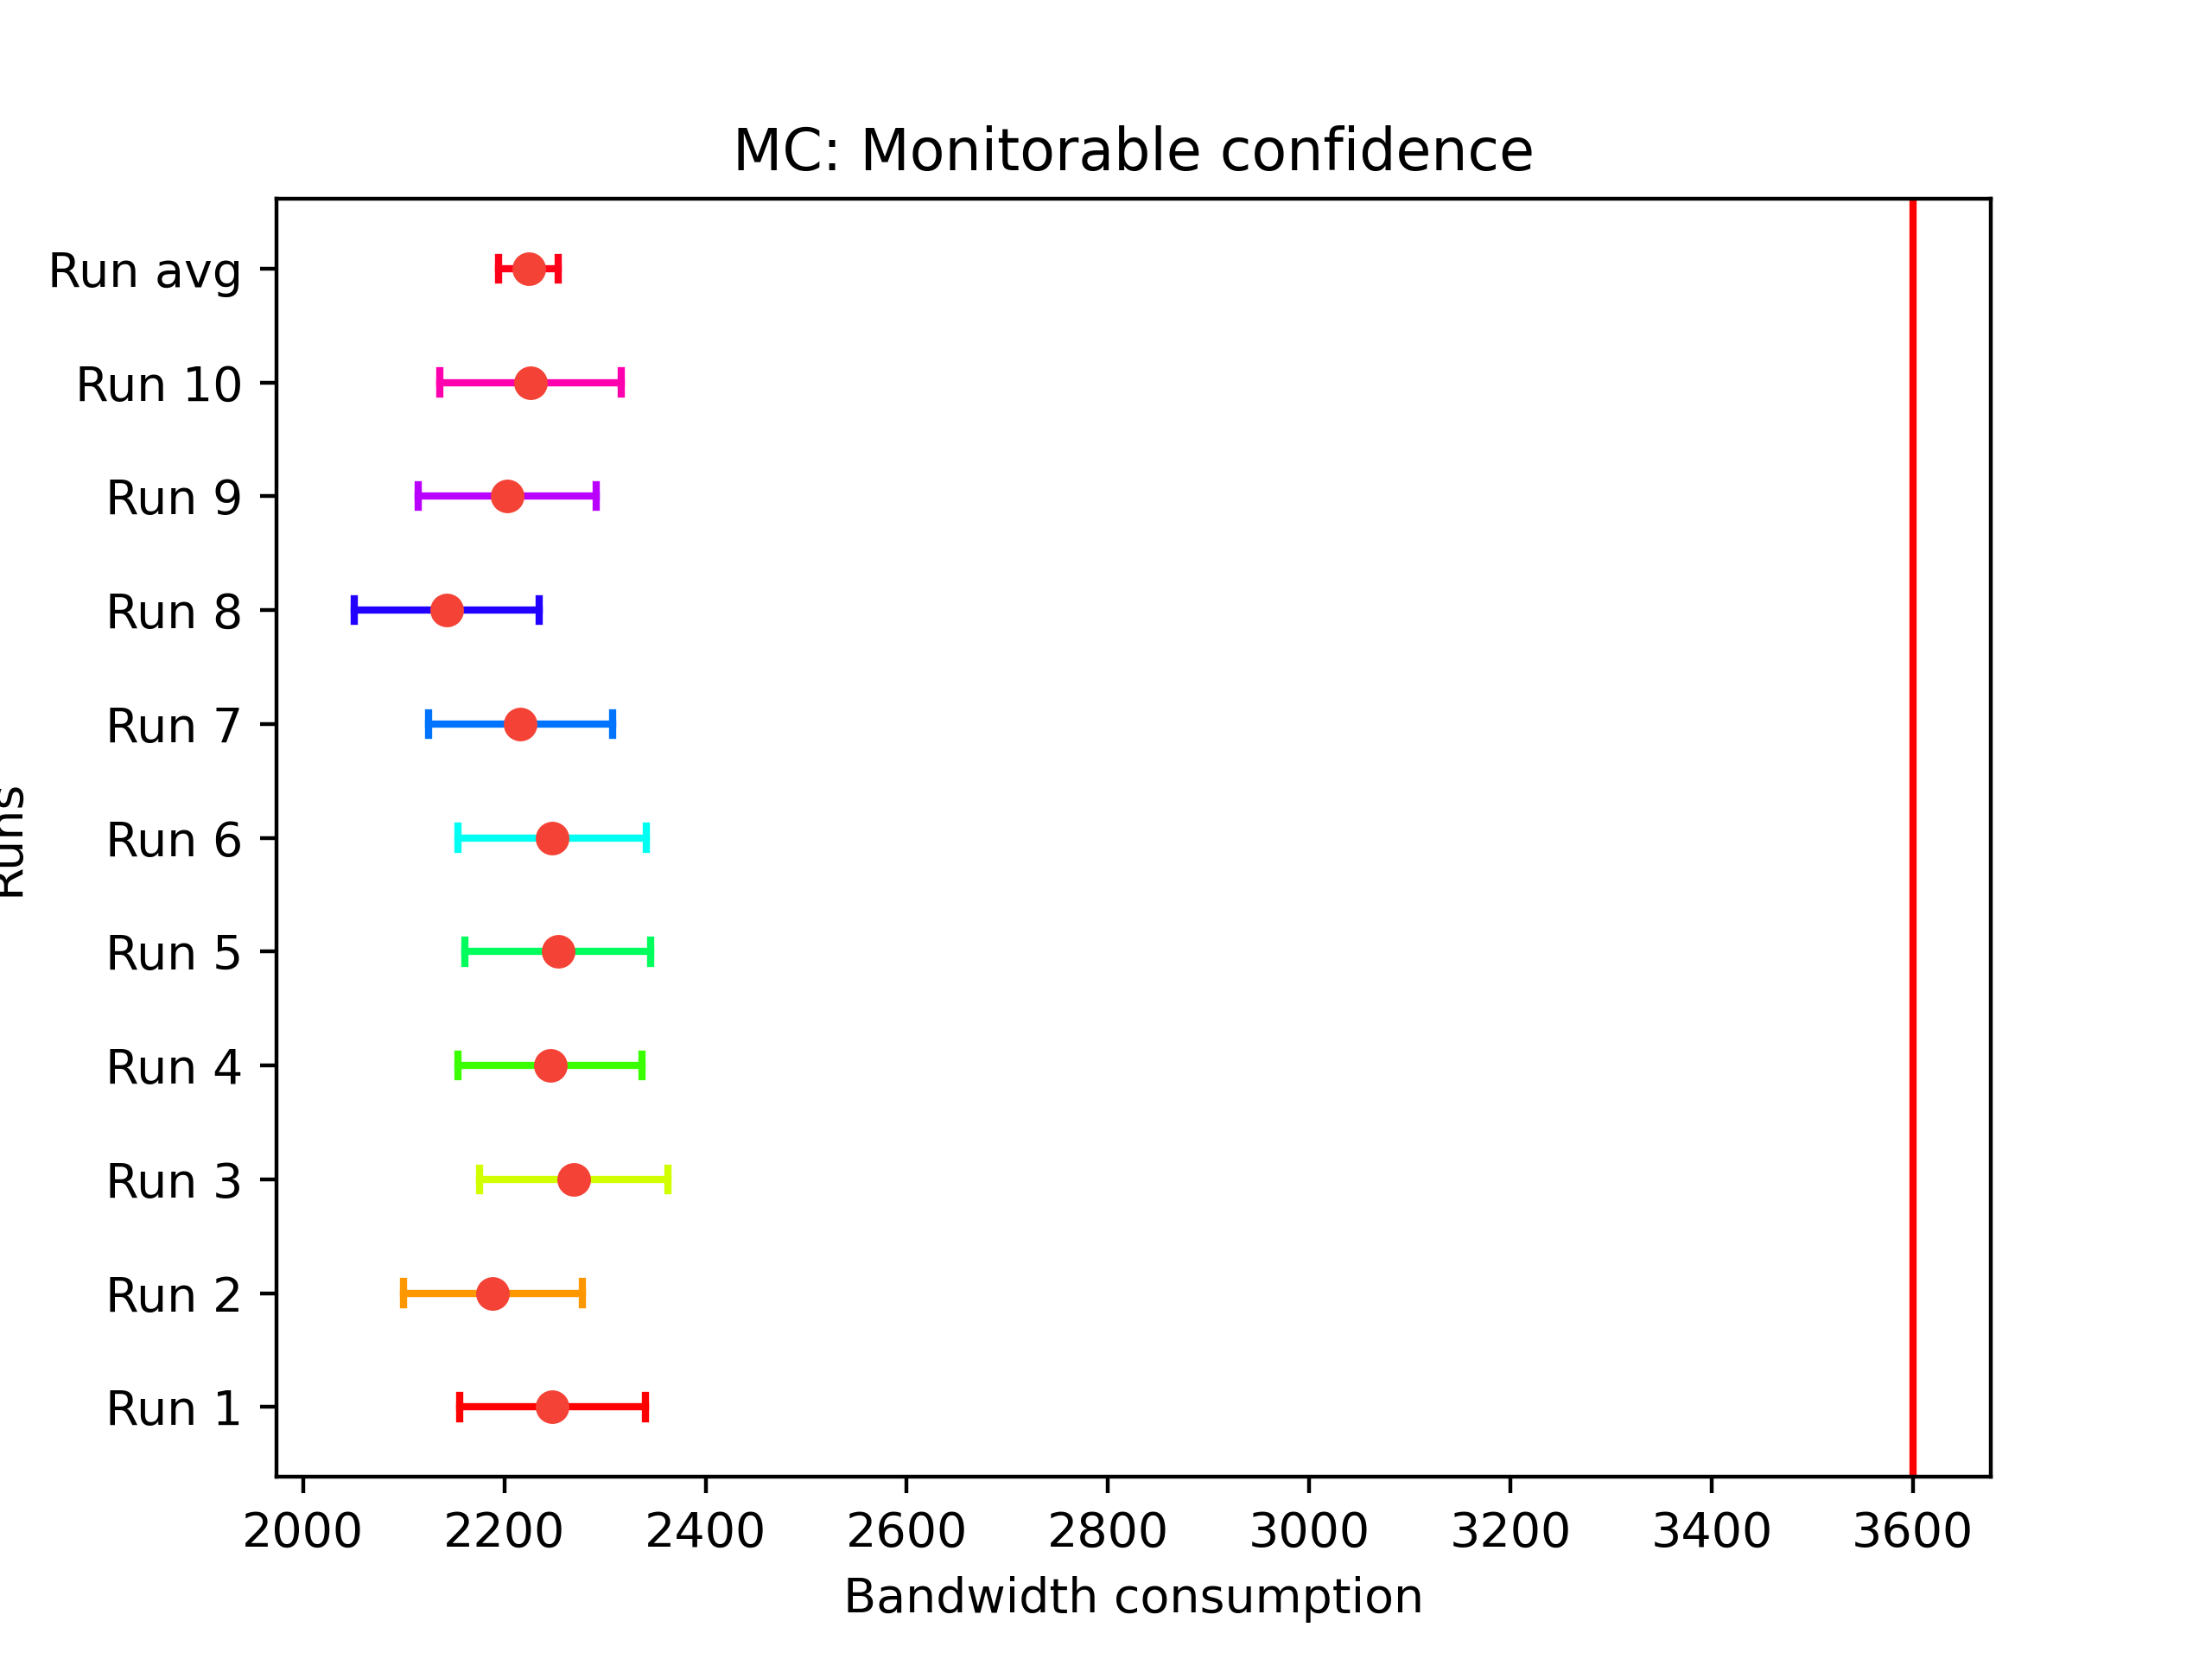 MC: Monitorable confidence
Run avg
Run 10
Run 9
Run 8
Run 7
Run 6
Run 5
Run 4
Run 3
Run 2
Run 1
Runs
2000 2200 2400 2600 2800 3000 3200 3400 3600
Bandwidth consumption